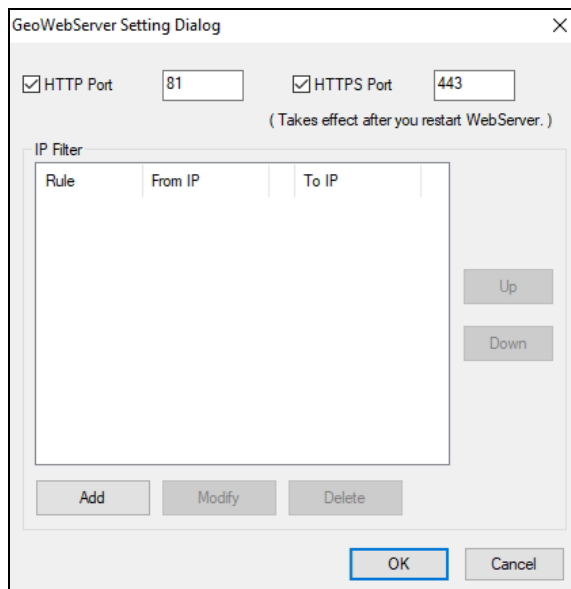 GeoWebServer Setting Dialog
HTTP Port 81 HTTPS Port 443
( Takes effect after you restart WebServer. )
IP Filter
Rule From IP To IP
Up
Down
Add Modify Delete
OK Cancel